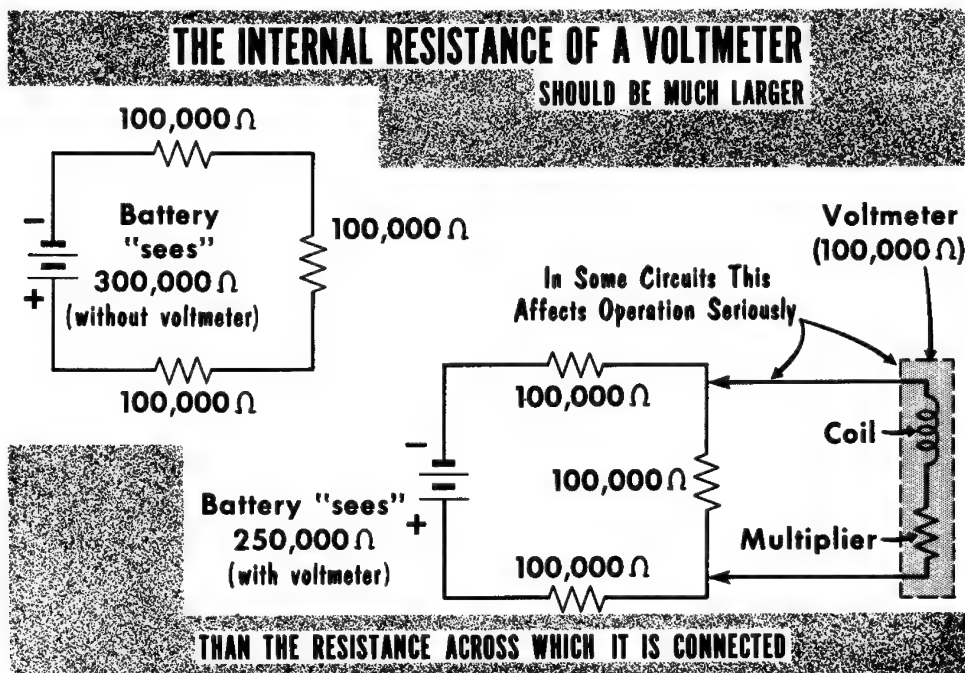 THE INTERNAL RESISTANCE OF A VOLTMETER
SHOULD BE MUCH LARGER
100,000 Ω
−
Battery
"sees"
300,000 Ω
(without voltmeter)
+
100,000 Ω
100,000 Ω
Voltmeter
(100,000 Ω)
In Some Circuits This
Affects Operation Seriously
100,000 Ω
Coil
−
100,000 Ω
Battery "sees"
+
250,000 Ω
(with voltmeter)
Multiplier
100,000 Ω
THAN THE RESISTANCE ACROSS WHICH IT IS CONNECTED